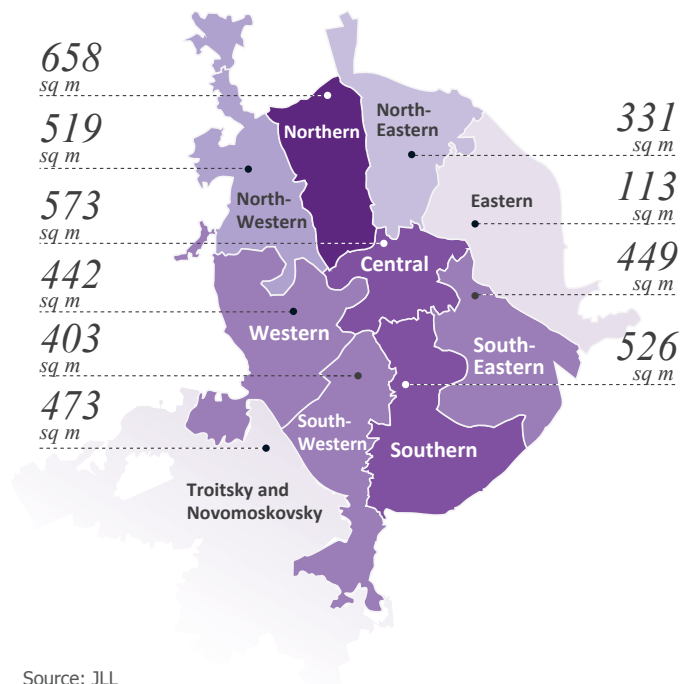 658
sq m
519
sq m
573
sq m
442
sq m
403
sq m
473
sq m
Northern
North-
Eastern
North-
Western
Eastern
Central
Western
South-
Eastern
South-
Western
Southern
Troitsky and
Novomoskovsky
331
sq m
113
sq m
449
sq m
526
sq m
Source: JLL